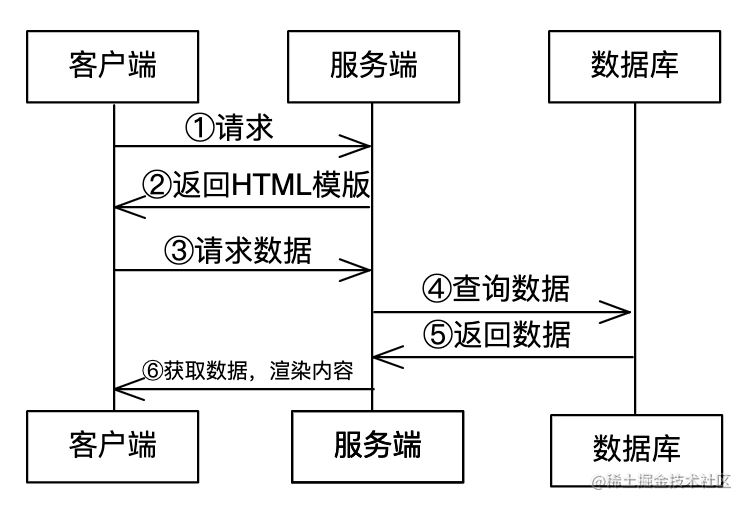 客户端
服务端
数据库
①请求
②返回HTML模版
③请求数据
④查询数据
⑤返回数据
⑥获取数据，渲染内容
客户端
服务端
数据库
@稀土掘金技术社区